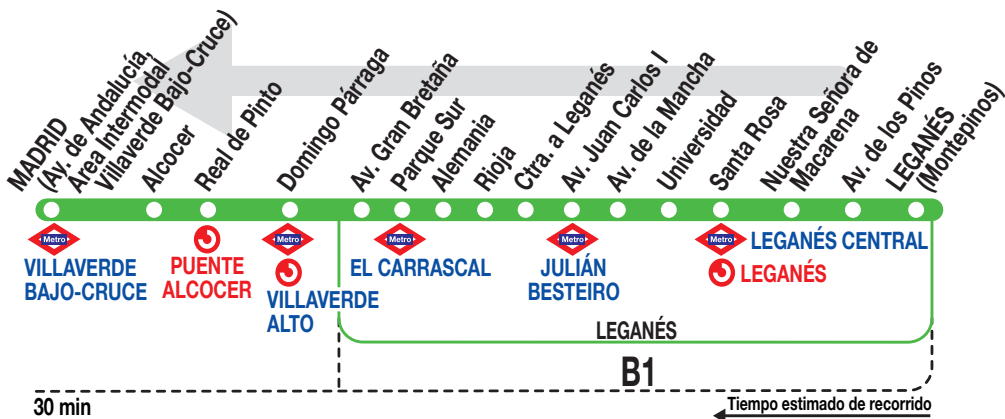 MADRID
(Av. de Andalucía,
Área Intermodal
Villaverde Bajo-Cruce)
Alcocer
Real de Pinto
Domingo Párraga
Av. Gran Bretaña
Parque Sur
Alemania
Rioja
Ctra. a Leganés
Av. Juan Carlos I
Av. de la Mancha
Universidad
Santa Rosa
Nuestra Señora de
Macarena
Av. de los Pinos
LEGANÉS
(Montepinos)
Metro
VILLAVERDE
BAJO-CRUCE
PUENTE
ALCOCER
Metro
VILLAVERDE
ALTO
Metro
EL CARRASCAL
Metro
JULIÁN
BESTEIRO
Metro
LEGANÉS CENTRAL
LEGANÉS
LEGANÉS
B1
30 min
Tiempo estimado de recorrido